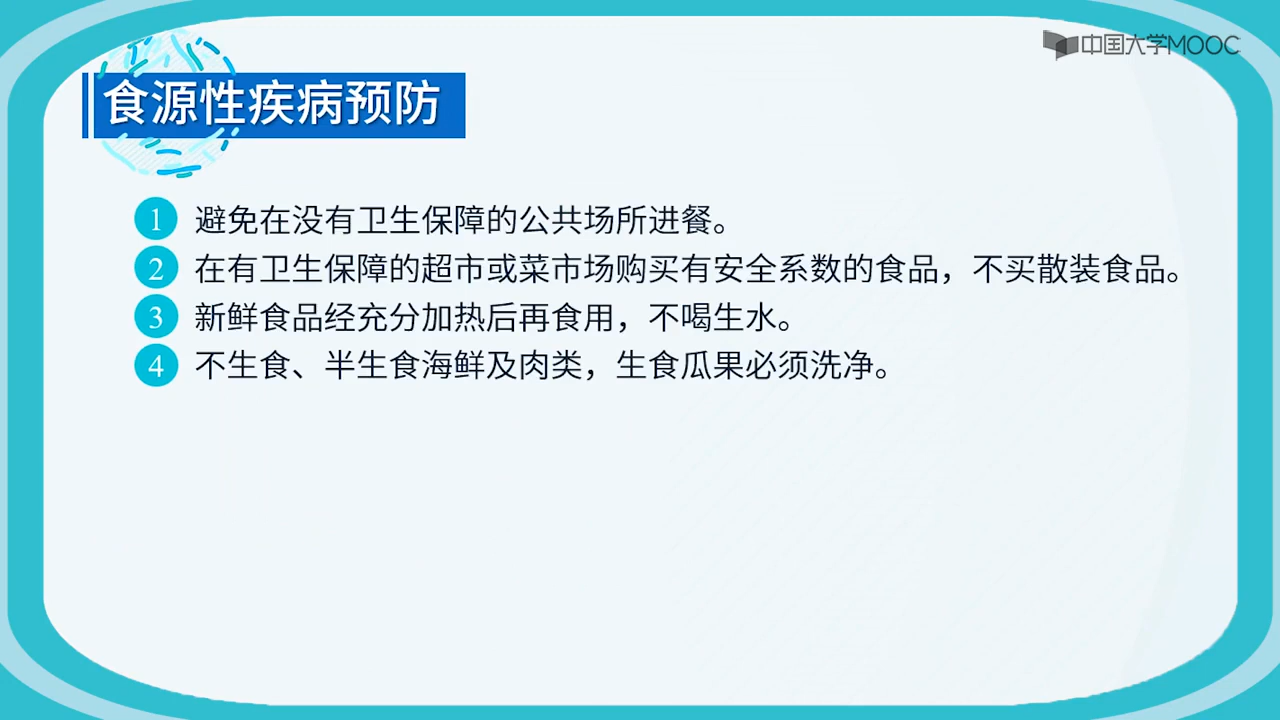 中国大学MOOC
食源性疾病预防
1 避免在没有卫生保障的公共场所进餐。
2 在有卫生保障的超市或菜市场购买有安全系数的食品，不买散装食品。
3 新鲜食品经充分加热后再食用，不喝生水。
4 不生食、半生食海鲜及肉类，生食瓜果必须洗净。